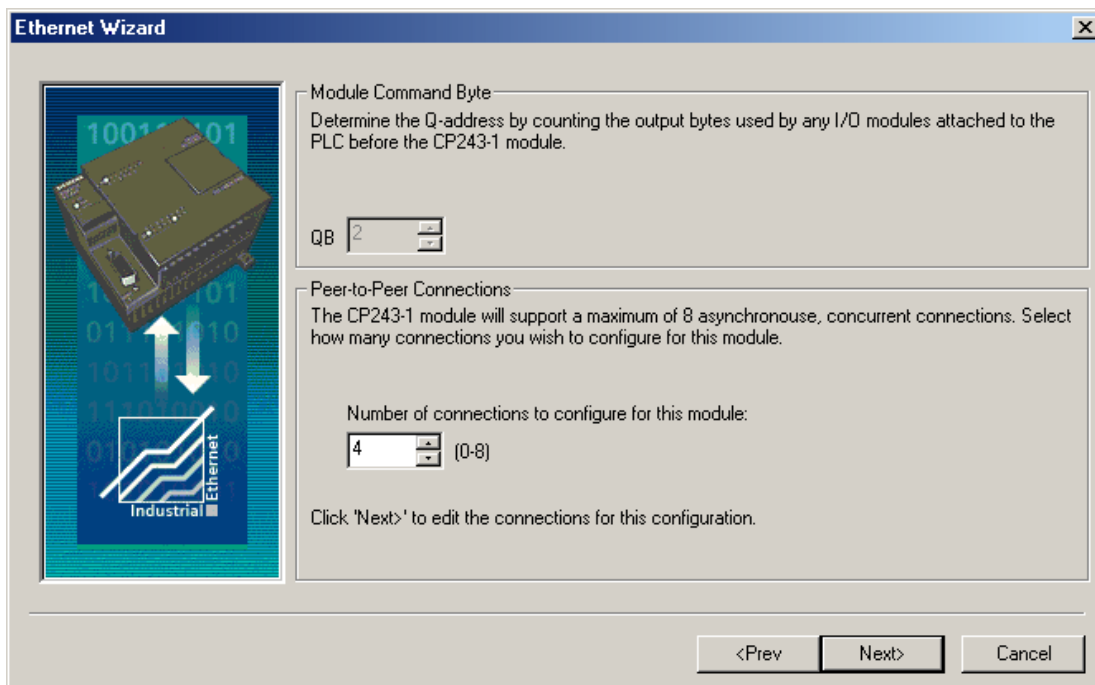 Ethernet Wizard
Module Command Byte
Determine the Q-address by counting the output bytes used by any I/O modules attached to the
PLC before the CP243-1 module.
QB 2
Peer-to-Peer Connections
The CP243-1 module will support a maximum of 8 asynchronouse, concurrent connections. Select
how many connections you wish to configure for this module.
Number of connections to configure for this module:
4 (0-8)
Click 'Next>' to edit the connections for this configuration.
Industrial
Ethernet
<Prev
Next>
Cancel